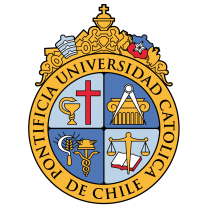 PONTIFICIA UNIVERSIDAD CATOLICA
DE CHILE